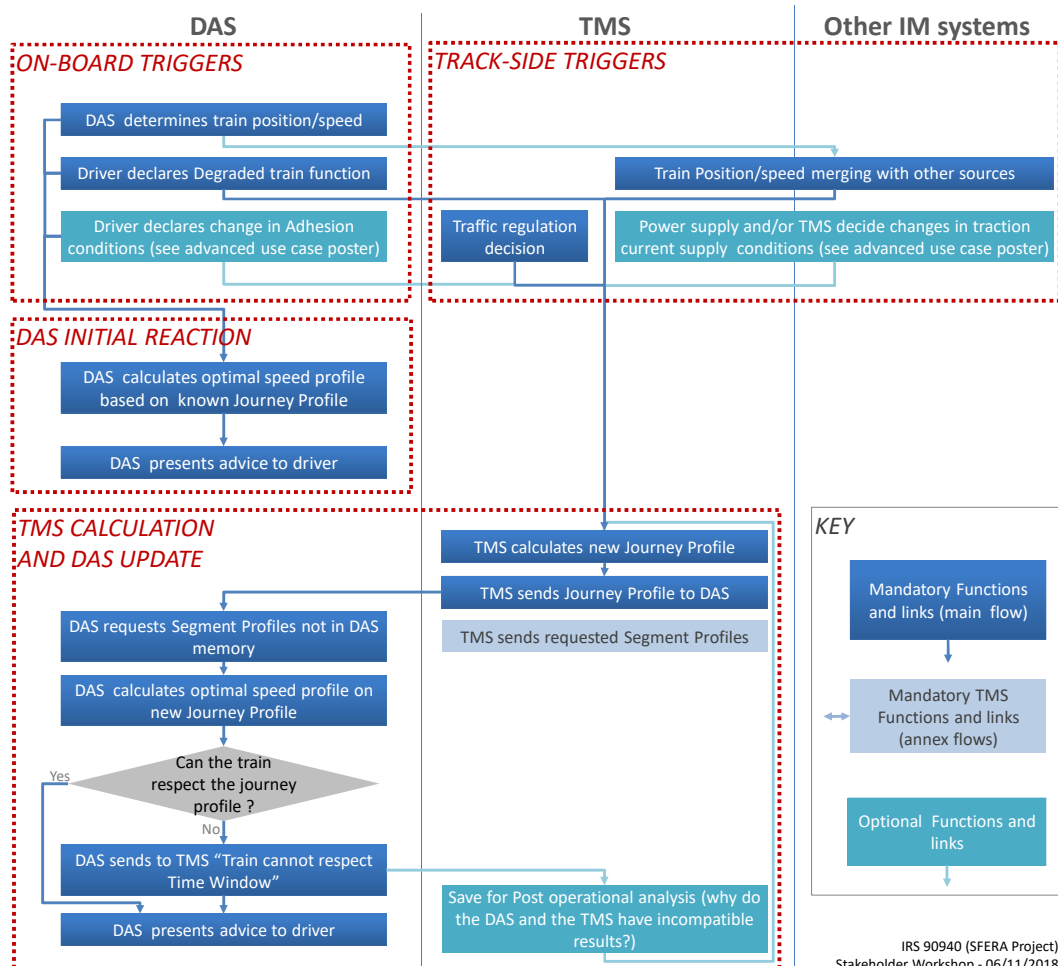 DAS
TMS
Other IM systems
ON-BOARD TRIGGERS
TRACK-SIDE TRIGGERS
DAS determines train position/speed
Driver declares Degraded train function
Train Position/speed merging with other sources
Driver declares change in Adhesion
conditions (see advanced use case poster)
Traffic regulation
decision
Power supply and/or TMS decide changes in traction
current supply conditions (see advanced use case poster)
DAS INITIAL REACTION
DAS calculates optimal speed profile
based on known Journey Profile
DAS presents advice to driver
TMS CALCULATION
AND DAS UPDATE
TMS calculates new Journey Profile
TMS sends Journey Profile to DAS
DAS requests Segment Profiles not in DAS
memory
TMS sends requested Segment Profiles
DAS calculates optimal speed profile on
new Journey Profile
Can the train
respect the journey
profile ?
Yes
No
DAS sends to TMS “Train cannot respect
Time Window”
Save for Post operational analysis (why do
the DAS and the TMS have incompatible
results?)
DAS presents advice to driver
KEY
Mandatory Functions
and links (main flow)
Mandatory TMS
Functions and links
(annex flows)
Optional Functions and
links
IRS 90940 (SFERA Project)
Stakeholder Workshop - 06/11/2018